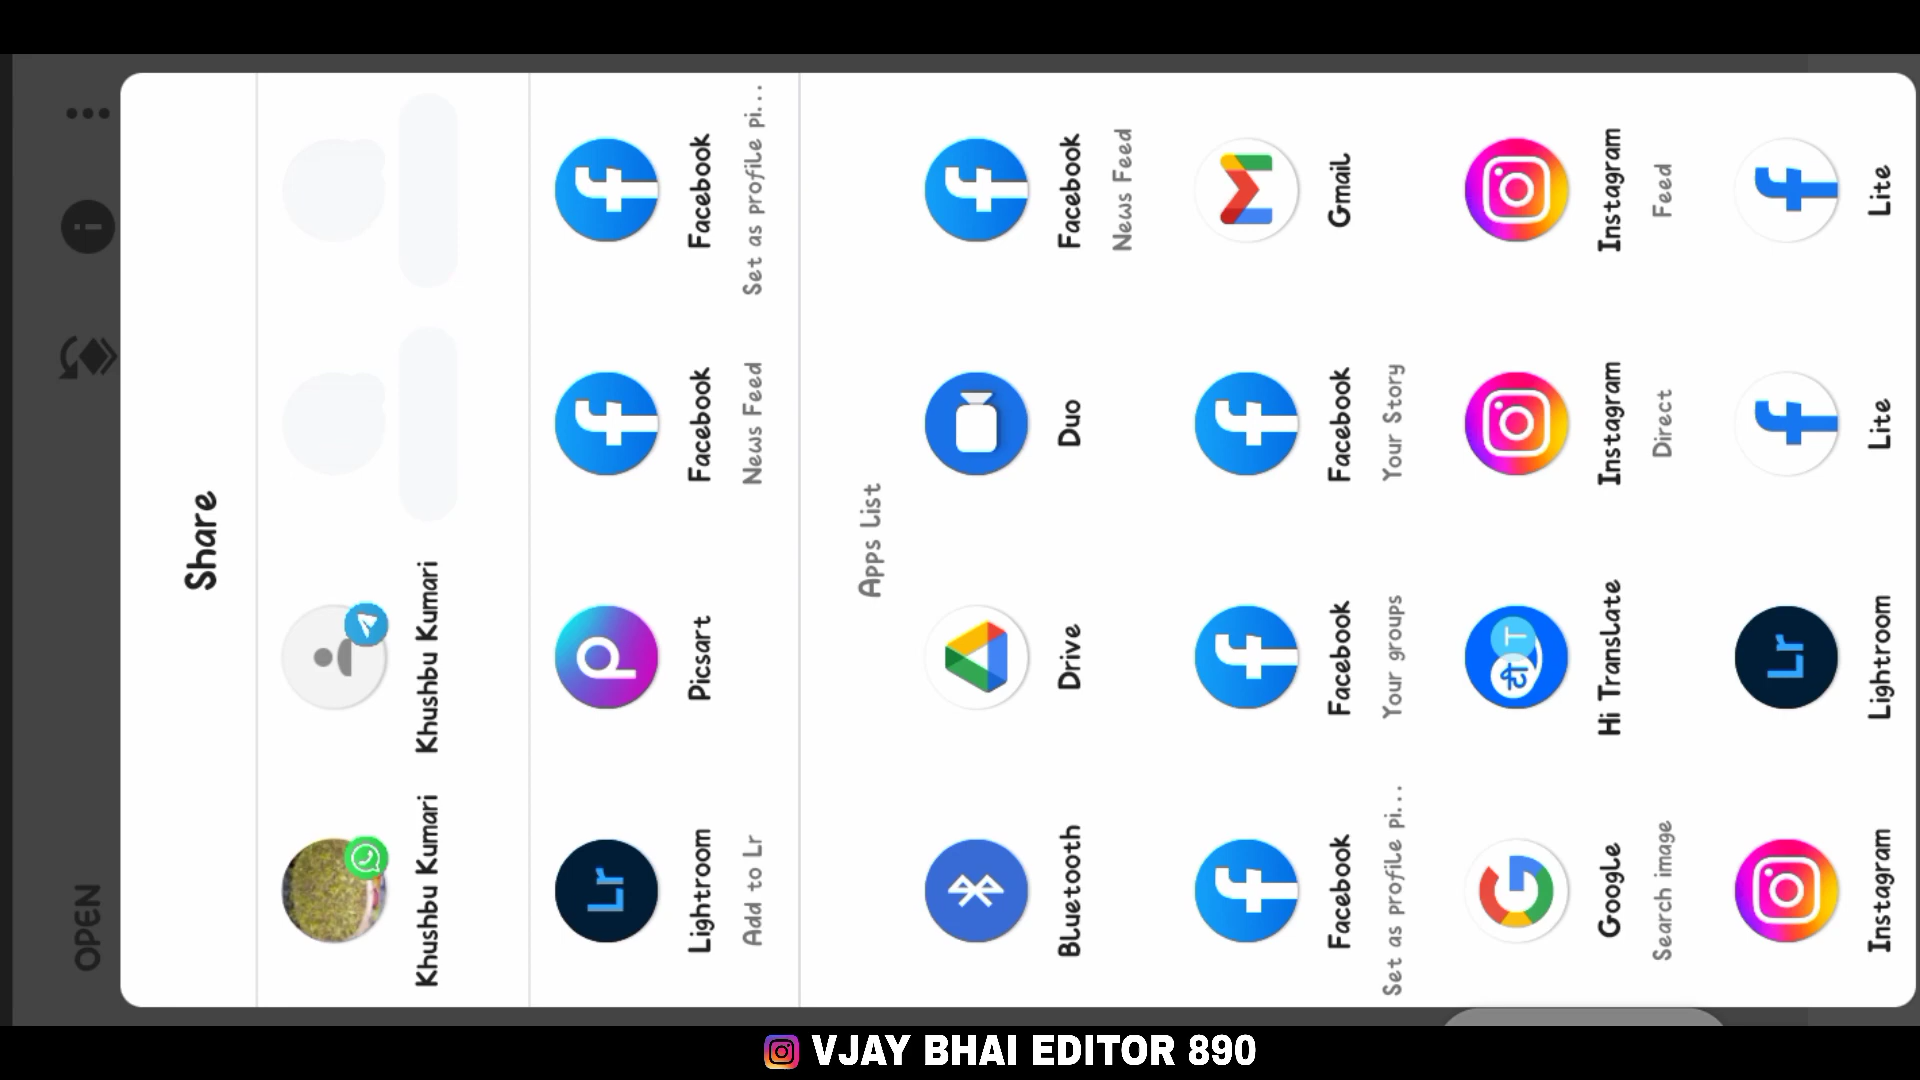 OPEN
Share
Khushbu Kumari
Khushbu Kumari
Lightroom
Add to Lr
Picsart
Facebook
News Feed
Facebook
Set as profile pi...
Apps List
Bluetooth
Drive
Duo
Facebook
News Feed
Facebook
Set as profile pi...
Facebook
Your groups
Facebook
Your Story
Gmail
Google
Search image
Hi Translate
Instagram
Direct
Instagram
Feed
Instagram
Lightroom
Lite
Lite
VJAY BHAI EDITOR 890